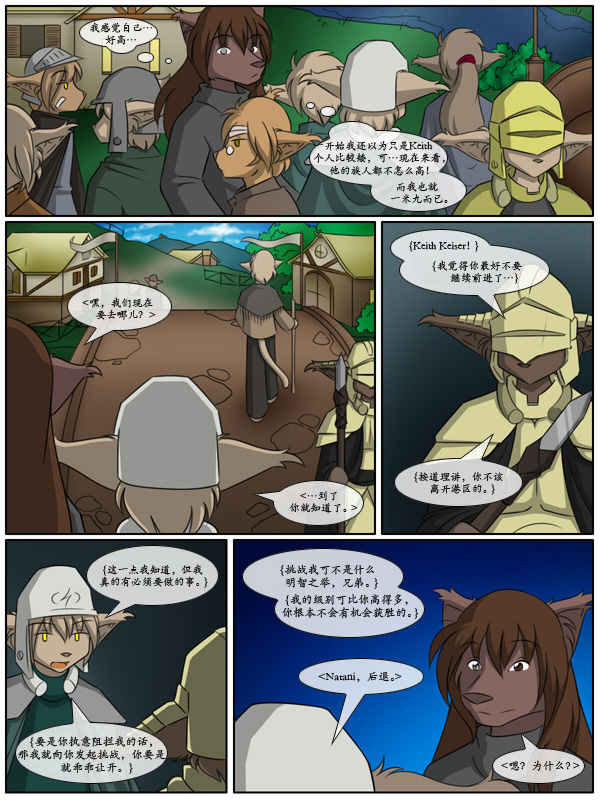 我感觉自己…
好高…
一开始我还以为只是Keith
个人比较矮，可…现在来看，
他的族人都不怎么高！
而我也就
一米九而已。
<嘿，我们现在
要去哪儿？>
<…到了
你就知道了。>
{Keith Keiser！}
{我觉得你最好不要
继续前进了…}
{按道理讲，你不该
离开港区的。}
{这一点我知道，但我
真的有必须要做的事。}
{要是你执意阻拦我的话，
那我就向你发起挑战，你要是
就乖乖让开。}
{挑战我可不是什么
明智之举，兄弟。}
{我的级别可比你高得多，
你根本不会有机会获胜的。}
<Natani，后退。>
<嗯？为什么？>